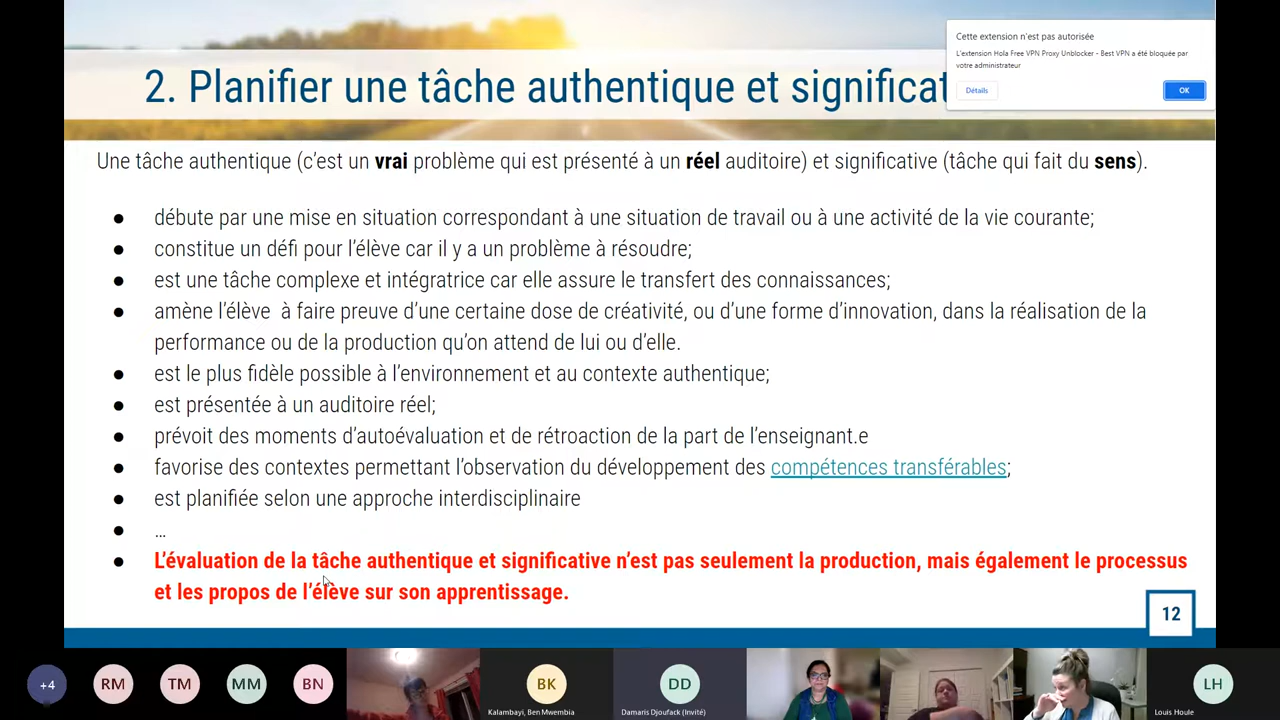 2. Planifier une tâche authentique et significat
Cette extension n'est pas autorisée
L'extension Hola Free VPN Proxy Unblocker - Best VPN a été bloquée par
votre administrateur
Détails
OK
Une tâche authentique (c'est un vrai problème qui est présenté à un réel auditoire) et significative (tâche qui fait du sens).
● débute par une mise en situation correspondant à une situation de travail ou à une activité de la vie courante;
● constitue un défi pour l'élève car il y a un problème à résoudre;
● est une tâche complexe et intégratrice car elle assure le transfert des connaissances;
● amène l'élève à faire preuve d'une certaine dose de créativité, ou d'une forme d'innovation, dans la réalisation de la
performance ou de la production qu'on attend de lui ou d'elle.
● est le plus fidèle possible à l'environnement et au contexte authentique;
● est présentée à un auditoire réel;
● prévoit des moments d'autoévaluation et de rétroaction de la part de l'enseignant.e
● favorise des contextes permettant l'observation du développement des compétences transférables;
● est planifiée selon une approche interdisciplinaire
● ...
● L'évaluation de la tâche authentique et significative n'est pas seulement la production, mais également le processus
et les propos de l'élève sur son apprentissage.
12
+4
RM
TM
MM
BN
BK
Kalambayi, Ben Mwembia
DD
Damaris Djoufack (Invité)
LH
Louis Houle